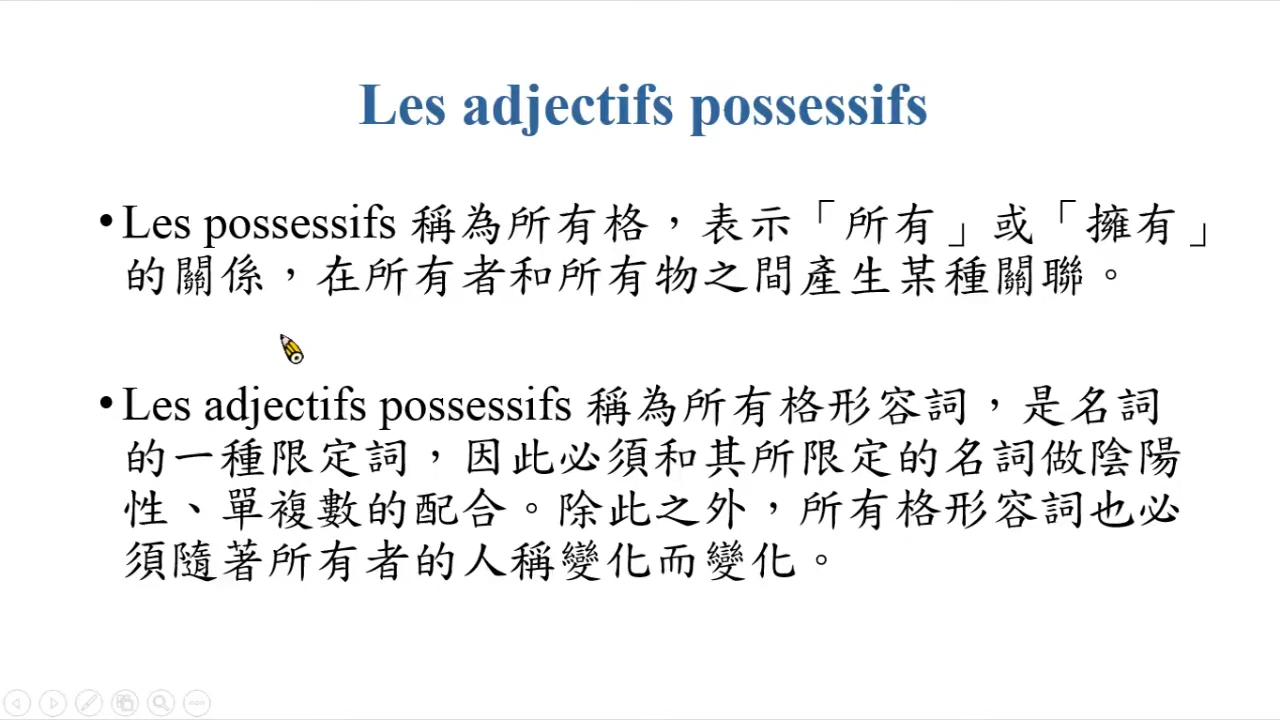 Les adjectifs possessifs
•Les possessifs 稱為所有格，表示「所有」或「擁有」
的關係，在所有者和所有物之間產生某種關聯。
•Les adjectifs possessifs 稱為所有格形容詞，是名詞
的一種限定詞，因此必須和其所限定的名詞做陰陽
性、單複數的配合。除此之外，所有格形容詞也必
須隨著所有者的人稱變化而變化。